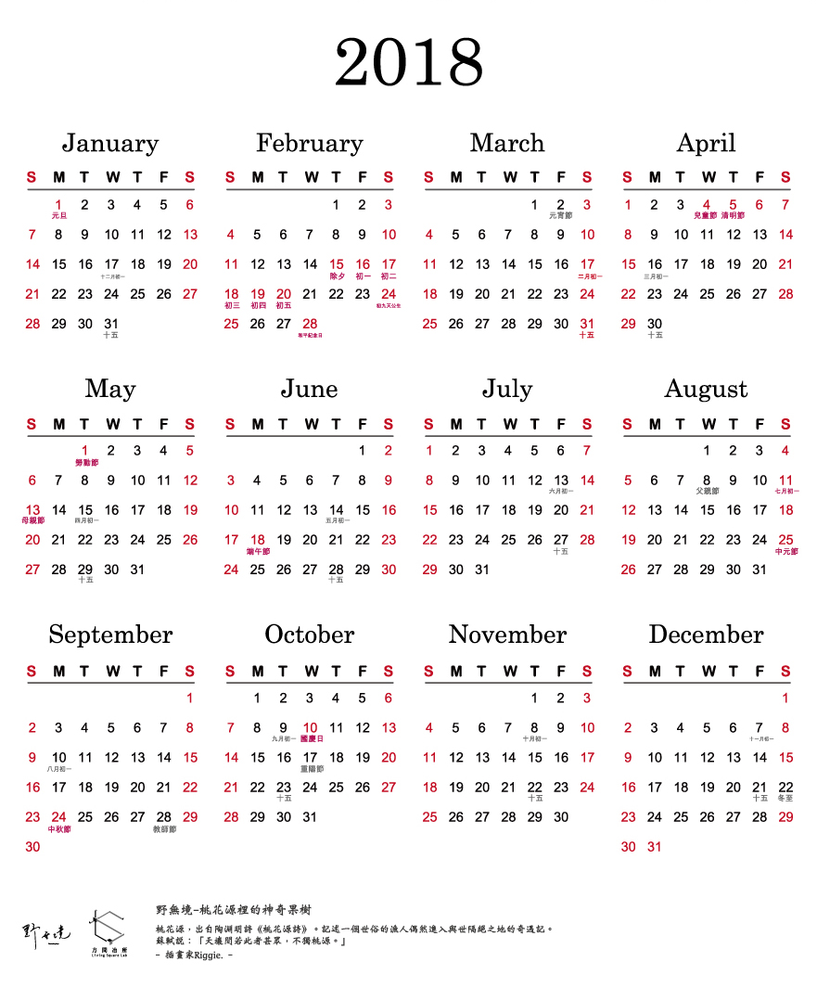 2018
January February March April
S M T W T F S S M T W T F S S M T W T F S S M T W T F S
1 2 3 4 5 6 1 2 3 1 2 3 1 2 3 4 5 6 7
元旦 元宵節 兒童節 清明節
7 8 9 10 11 12 13 4 5 6 7 8 9 10 4 5 6 7 8 9 10 8 9 10 11 12 13 14
14 15 16 17 18 19 20 11 12 13 14 15 16 17 11 12 13 14 15 16 17 15 16 17 18 19 20 21
十二月初一 除夕 初一 初二 二月初一 三月初一
21 22 23 24 25 26 27 18 19 20 21 22 23 24 18 19 20 21 22 23 24 22 23 24 25 26 27 28
初三 初四 初五 初九天公生
28 29 30 31 25 26 27 28 25 26 27 28 29 30 31 29 30
十五 和平紀念日 十五 十五
May June July August
S M T W T F S S M T W T F S S M T W T F S S M T W T F S
1 2 3 4 5 1 2 1 2 3 4 5 6 7 1 2 3 4
勞動節
6 7 8 9 10 11 12 3 4 5 6 7 8 9 8 9 10 11 12 13 14 5 6 7 8 9 10 11
六月初一 父親節 七月初一
13 14 15 16 17 18 19 10 11 12 13 14 15 16 15 16 17 18 19 20 21 12 13 14 15 16 17 18
母親節 四月初一 五月初一
20 21 22 23 24 25 26 17 18 19 20 21 22 23 22 23 24 25 26 27 28 19 20 21 22 23 24 25
端午節 十五 中元節
27 28 29 30 31 24 25 26 27 28 29 30 29 30 31 26 27 28 29 30 31
十五 十五
September October November December
S M T W T F S S M T W T F S S M T W T F S S M T W T F S
1 1 2 3 4 5 6 1 2 3 1
2 3 4 5 6 7 8 7 8 9 10 11 12 13 4 5 6 7 8 9 10 2 3 4 5 6 7 8
九月初一 國慶日 十月初一 十一月初一
9 10 11 12 13 14 15 14 15 16 17 18 19 20 11 12 13 14 15 16 17 9 10 11 12 13 14 15
八月初一 重陽節
16 17 18 19 20 21 22 21 22 23 24 25 26 27 18 19 20 21 22 23 24 16 17 18 19 20 21 22
十五 十五 十五 冬至
23 24 25 26 27 28 29 28 29 30 31 25 26 27 28 29 30 23 24 25 26 27 28 29
中秋節 教師節
30 30 31
野無境-桃花源裡的神奇果樹
桃花源，出自陶淵明詩《桃花源詩》。記述一個世俗的漁人偶然進入與世隔絕之地的奇遇記。
蘇軾說：「天壤間若此者甚眾，不獨桃源。」
- 插畫家Riggie. -
野無境
力間冶所
Living Square Lab